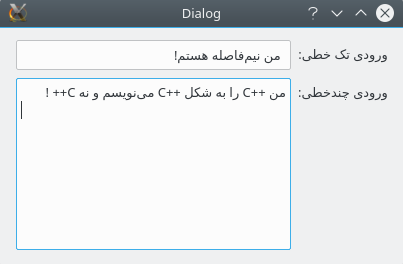 Dialog
ورودی تک خطی:
من نیم‌فاصله هستم!
ورودی چندخطی:
من C++‎ را به شکل C++‎ می‌نویسم و نه C++ !